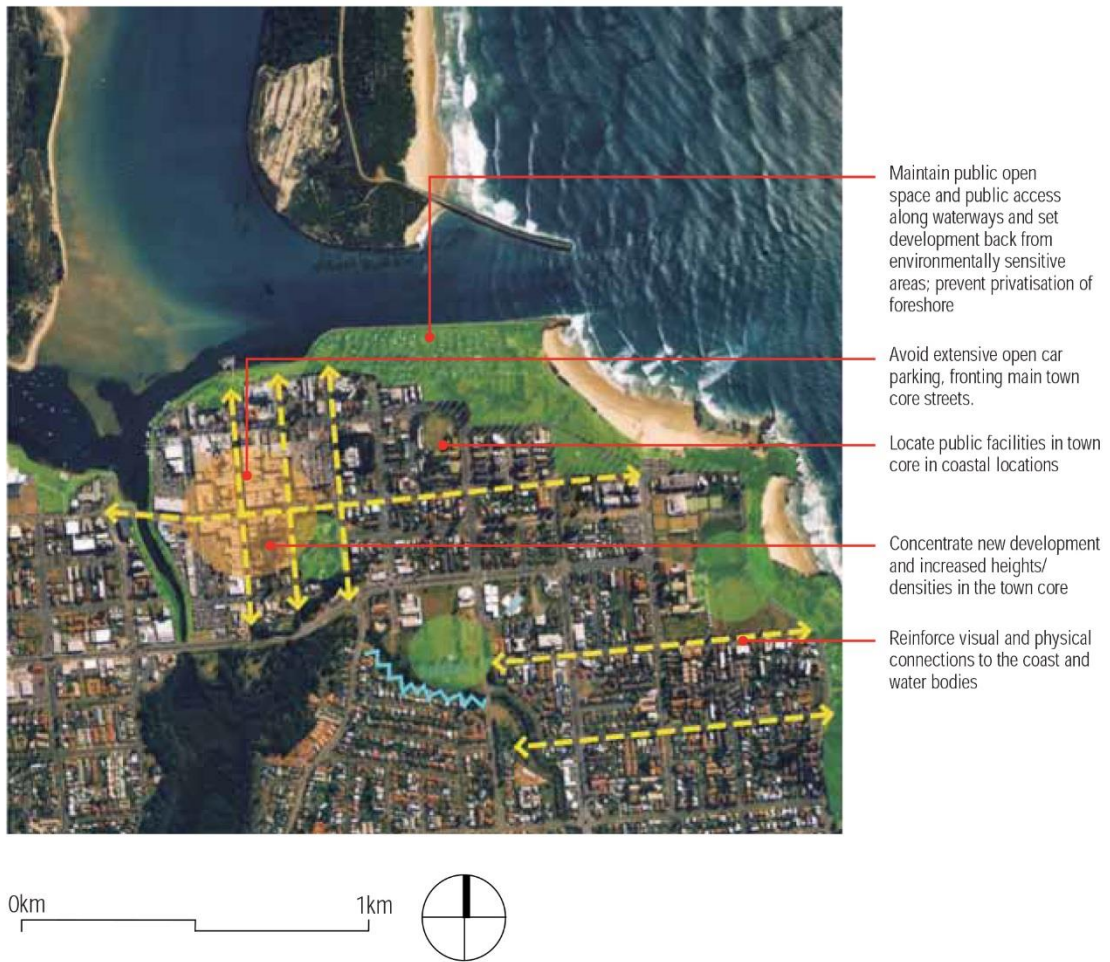 Maintain public open
space and public access
along waterways and set
development back from
environmentally sensitive
areas; prevent privatisation of
foreshore
Avoid extensive open car
parking, fronting main town
core streets.
Locate public facilities in town
core in coastal locations
Concentrate new development
and increased heights/
densities in the town core
Reinforce visual and physical
connections to the coast and
water bodies
0km
1km